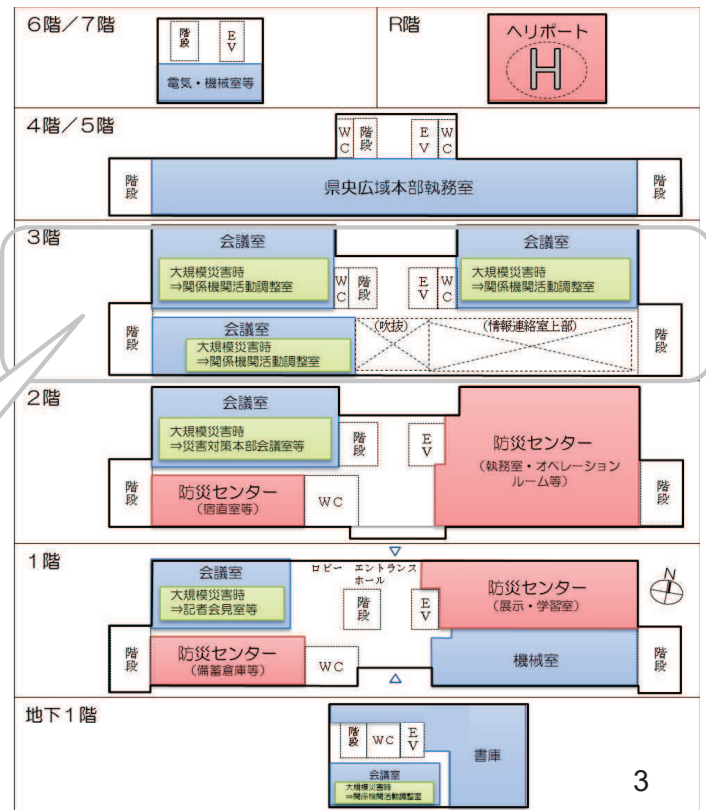 6階／7階
階段
EV
電気・機械室等
R階
ヘリポート
H
4階／5階
WC
階段
EV
WC
階段
県央広域本部執務室
階段
3階
会議室
大規模災害時
⇒関係機関活動調整室
WC
階段
EV
WC
会議室
大規模災害時
⇒関係機関活動調整室
階段
会議室
大規模災害時
⇒関係機関活動調整室
(吹抜)
(情報連絡室上部)
階段
2階
会議室
大規模災害時
⇒災害対策本部会議室等
階段
EV
防災センター
(執務室・オペレーション
ルーム等)
階段
防災センター
(宿直室等)
WC
階段
1階
会議室
大規模災害時
⇒記者会見室等
ロビー エントランス
ホール
階段
EV
防災センター
(展示・学習室)
N
階段
防災センター
(備蓄倉庫等)
WC
機械室
階段
地下1階
階段
WC
EV
書庫
会議室
大規模災害時
⇒関係機関活動調整室
3